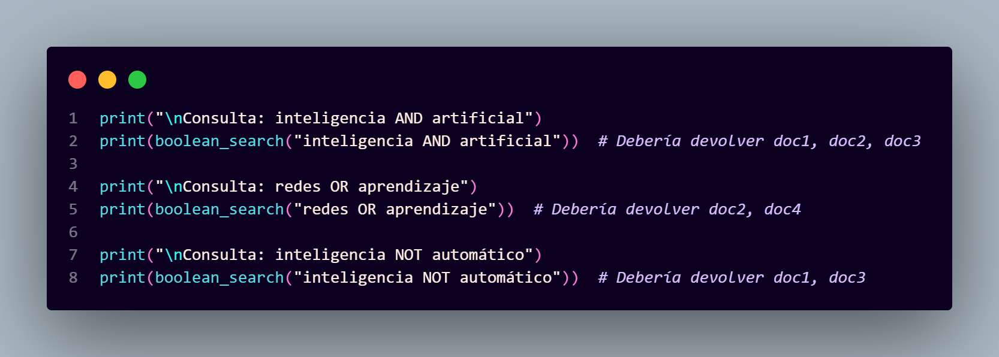 1 print("\nConsulta: inteligencia AND artificial")
2 print(boolean_search("inteligencia AND artificial"))  # Debería devolver doc1, doc2, doc3
3
4 print("\nConsulta: redes OR aprendizaje")
5 print(boolean_search("redes OR aprendizaje"))  # Debería devolver doc2, doc4
6
7 print("\nConsulta: inteligencia NOT automático")
8 print(boolean_search("inteligencia NOT automático"))  # Debería devolver doc1, doc3